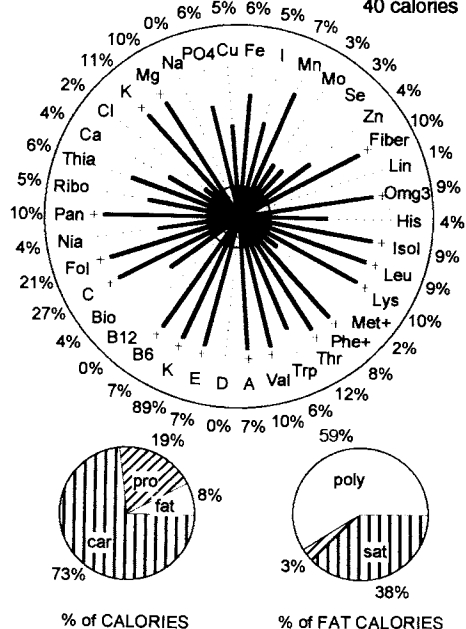 40 calories
5%
Cu
6%
Fe
5%
I
7%
Mn
3%
Mo
3%
Se
4%
Zn
10%
Fiber
1%
Lin
9%
Omg3
4%
His
9%
Isol
9%
Leu
10%
Lys
2%
Met+
8%
Phe+
12%
Thr
6%
Trp
10%
Val
7%
A
0%
D
7%
E
89%
K
7%
B6
0%
B12
4%
Bio
27%
C
21%
Fol
4%
Nia
10%
Pan
5%
Ribo
6%
Thia
4%
Ca
2%
Cl
11%
K
10%
Mg
0%
Na
6%
PO4
19%
pro
8%
fat
car
73%
% of CALORIES
59%
poly
3%
sat
38%
% of FAT CALORIES